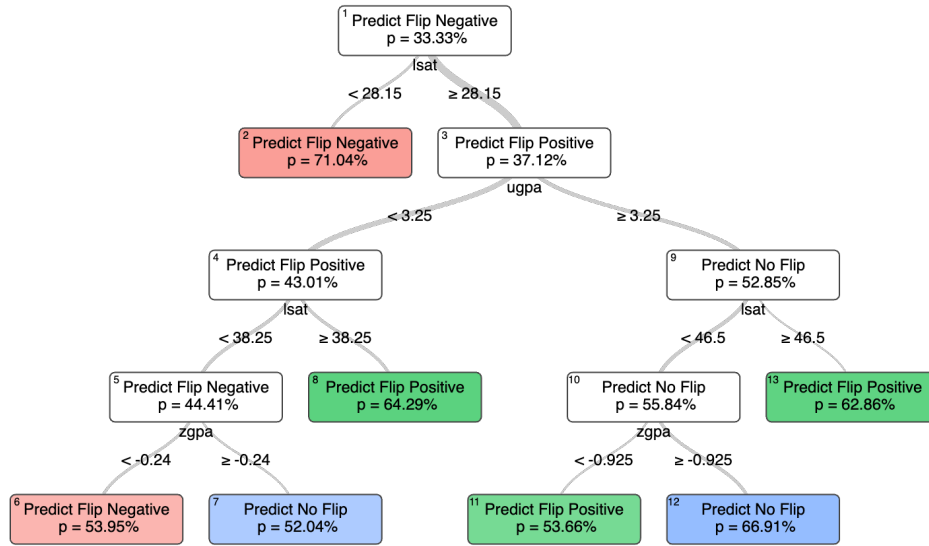 1
Predict Flip Negative
p = 33.33%
lsat
< 28.15
≥ 28.15
2
Predict Flip Negative
p = 71.04%
3
Predict Flip Positive
p = 37.12%
ugpa
< 3.25
≥ 3.25
4
Predict Flip Positive
p = 43.01%
lsat
9
Predict No Flip
p = 52.85%
lsat
< 38.25
≥ 38.25
< 46.5
≥ 46.5
5
Predict Flip Negative
p = 44.41%
zgpa
8
Predict Flip Positive
p = 64.29%
10
Predict No Flip
p = 55.84%
zgpa
13
Predict Flip Positive
p = 62.86%
< -0.24
≥ -0.24
< -0.925
≥ -0.925
6
Predict Flip Negative
p = 53.95%
7
Predict No Flip
p = 52.04%
11
Predict Flip Positive
p = 53.66%
12
Predict No Flip
p = 66.91%